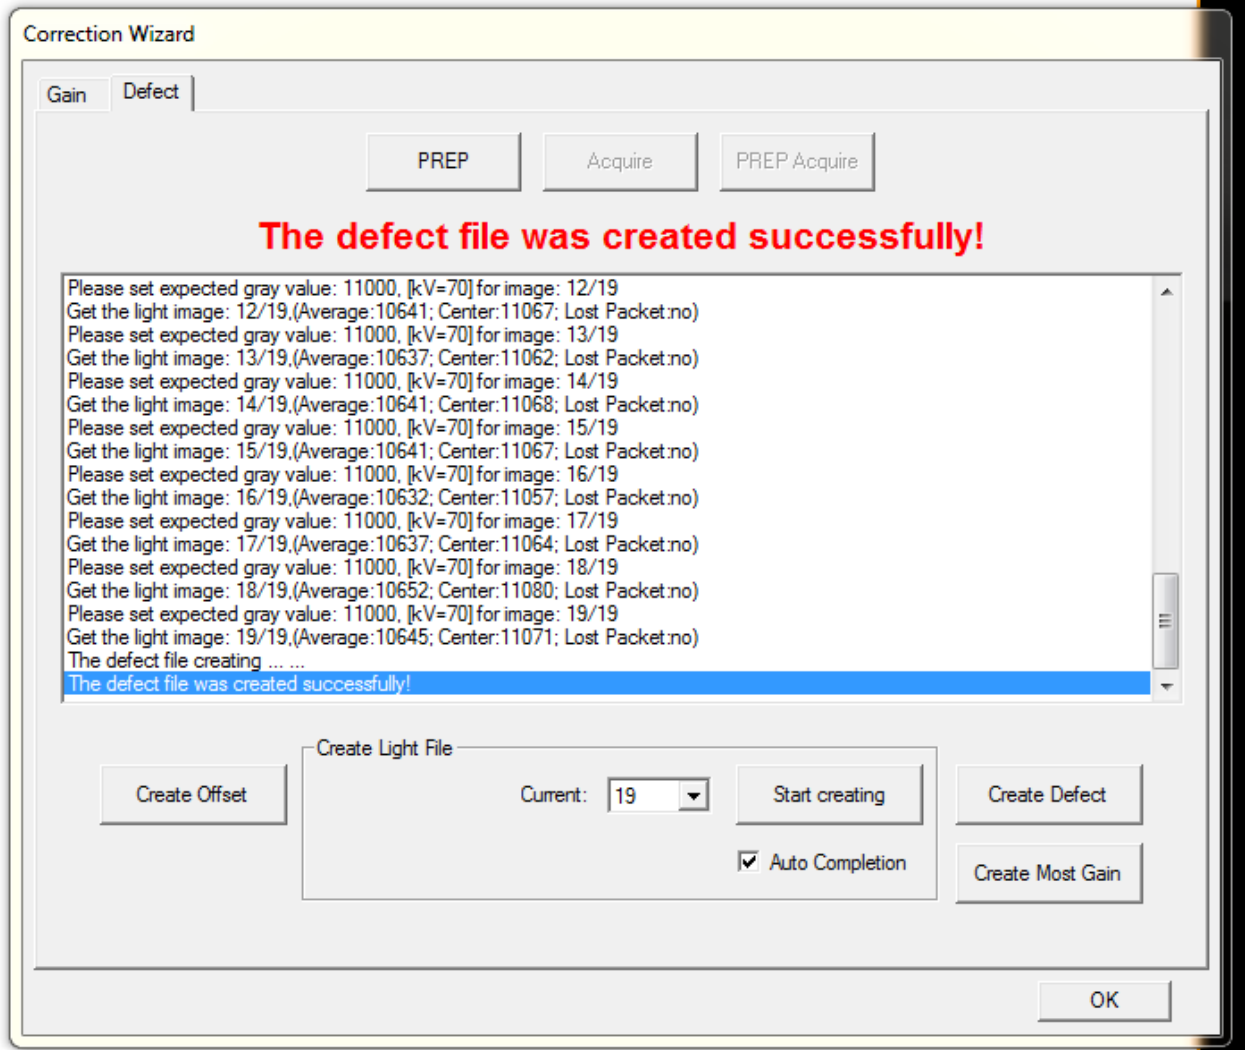 Correction Wizard
Gain Defect
PREP Acquire PREP Acquire
The defect file was created successfully!
Please set expected gray value: 11000, [kV=70] for image: 12/19
Get the light image: 12/19,(Average:10641; Center:11067; Lost Packet:no)
Please set expected gray value: 11000, [kV=70] for image: 13/19
Get the light image: 13/19,(Average:10637; Center:11062; Lost Packet:no)
Please set expected gray value: 11000, [kV=70] for image: 14/19
Get the light image: 14/19,(Average:10641; Center:11068; Lost Packet:no)
Please set expected gray value: 11000, [kV=70] for image: 15/19
Get the light image: 15/19,(Average:10641; Center:11067; Lost Packet:no)
Please set expected gray value: 11000, [kV=70] for image: 16/19
Get the light image: 16/19,(Average:10632; Center:11057; Lost Packet:no)
Please set expected gray value: 11000, [kV=70] for image: 17/19
Get the light image: 17/19,(Average:10637; Center:11064; Lost Packet:no)
Please set expected gray value: 11000, [kV=70] for image: 18/19
Get the light image: 18/19,(Average:10652; Center:11080; Lost Packet:no)
Please set expected gray value: 11000, [kV=70] for image: 19/19
Get the light image: 19/19,(Average:10645; Center:11071; Lost Packet:no)
The defect file creating ... ...
The defect file was created successfully!
Create Light File
Create Offset Current: 19 Start creating Create Defect
Auto Completion
Create Most Gain
OK